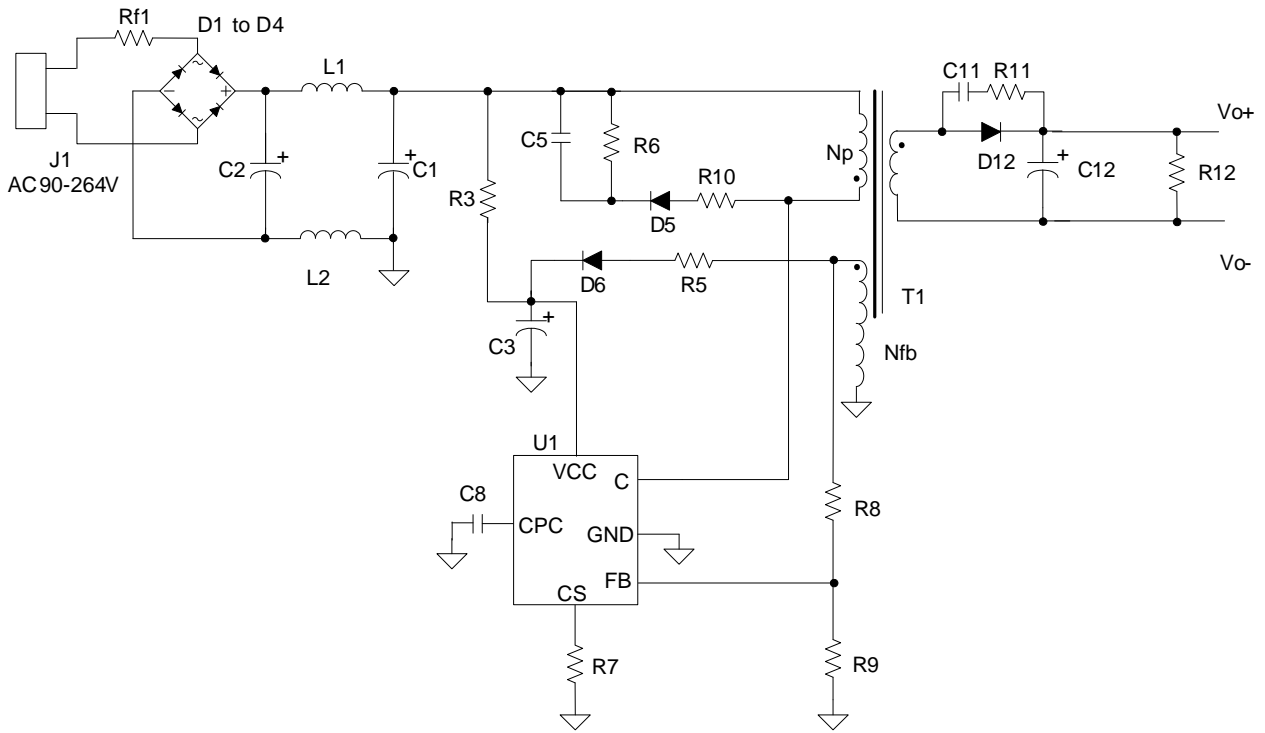 Rf1
D1 to D4
J1
AC90-264V
~
~
−
+
L1
C2
+
C1
+
L2
R3
C5
R6
D5
R10
Np
D6
R5
C3
+
T1
Nfb
C11
R11
D12
C12
+
R12
Vo+
Vo-
U1
VCC
C
C8
CPC
GND
FB
CS
R7
R8
R9